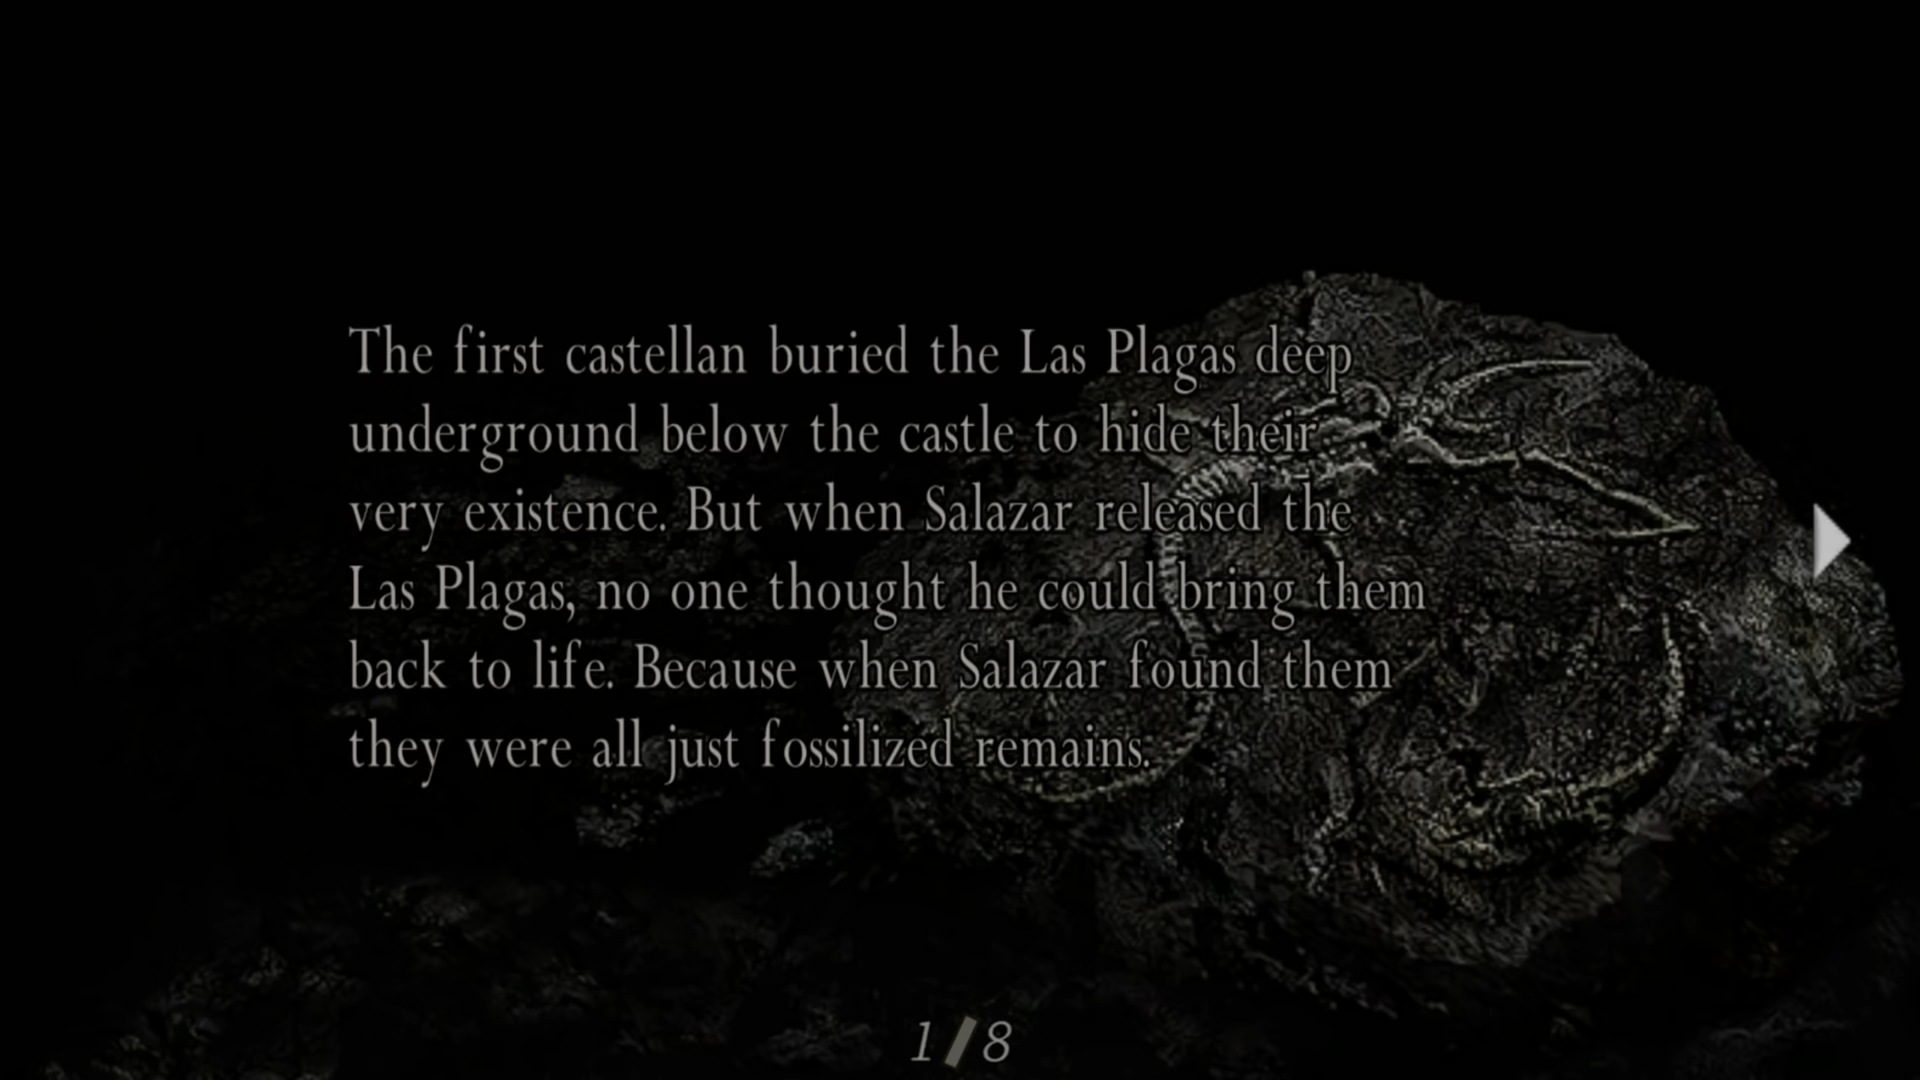 The first castellan buried the Las Plagas deep
underground below the castle to hide their
very existence. But when Salazar released the
Las Plagas, no one thought he could bring them
back to life. Because when Salazar found them
they were all just fossilized remains.
1/8